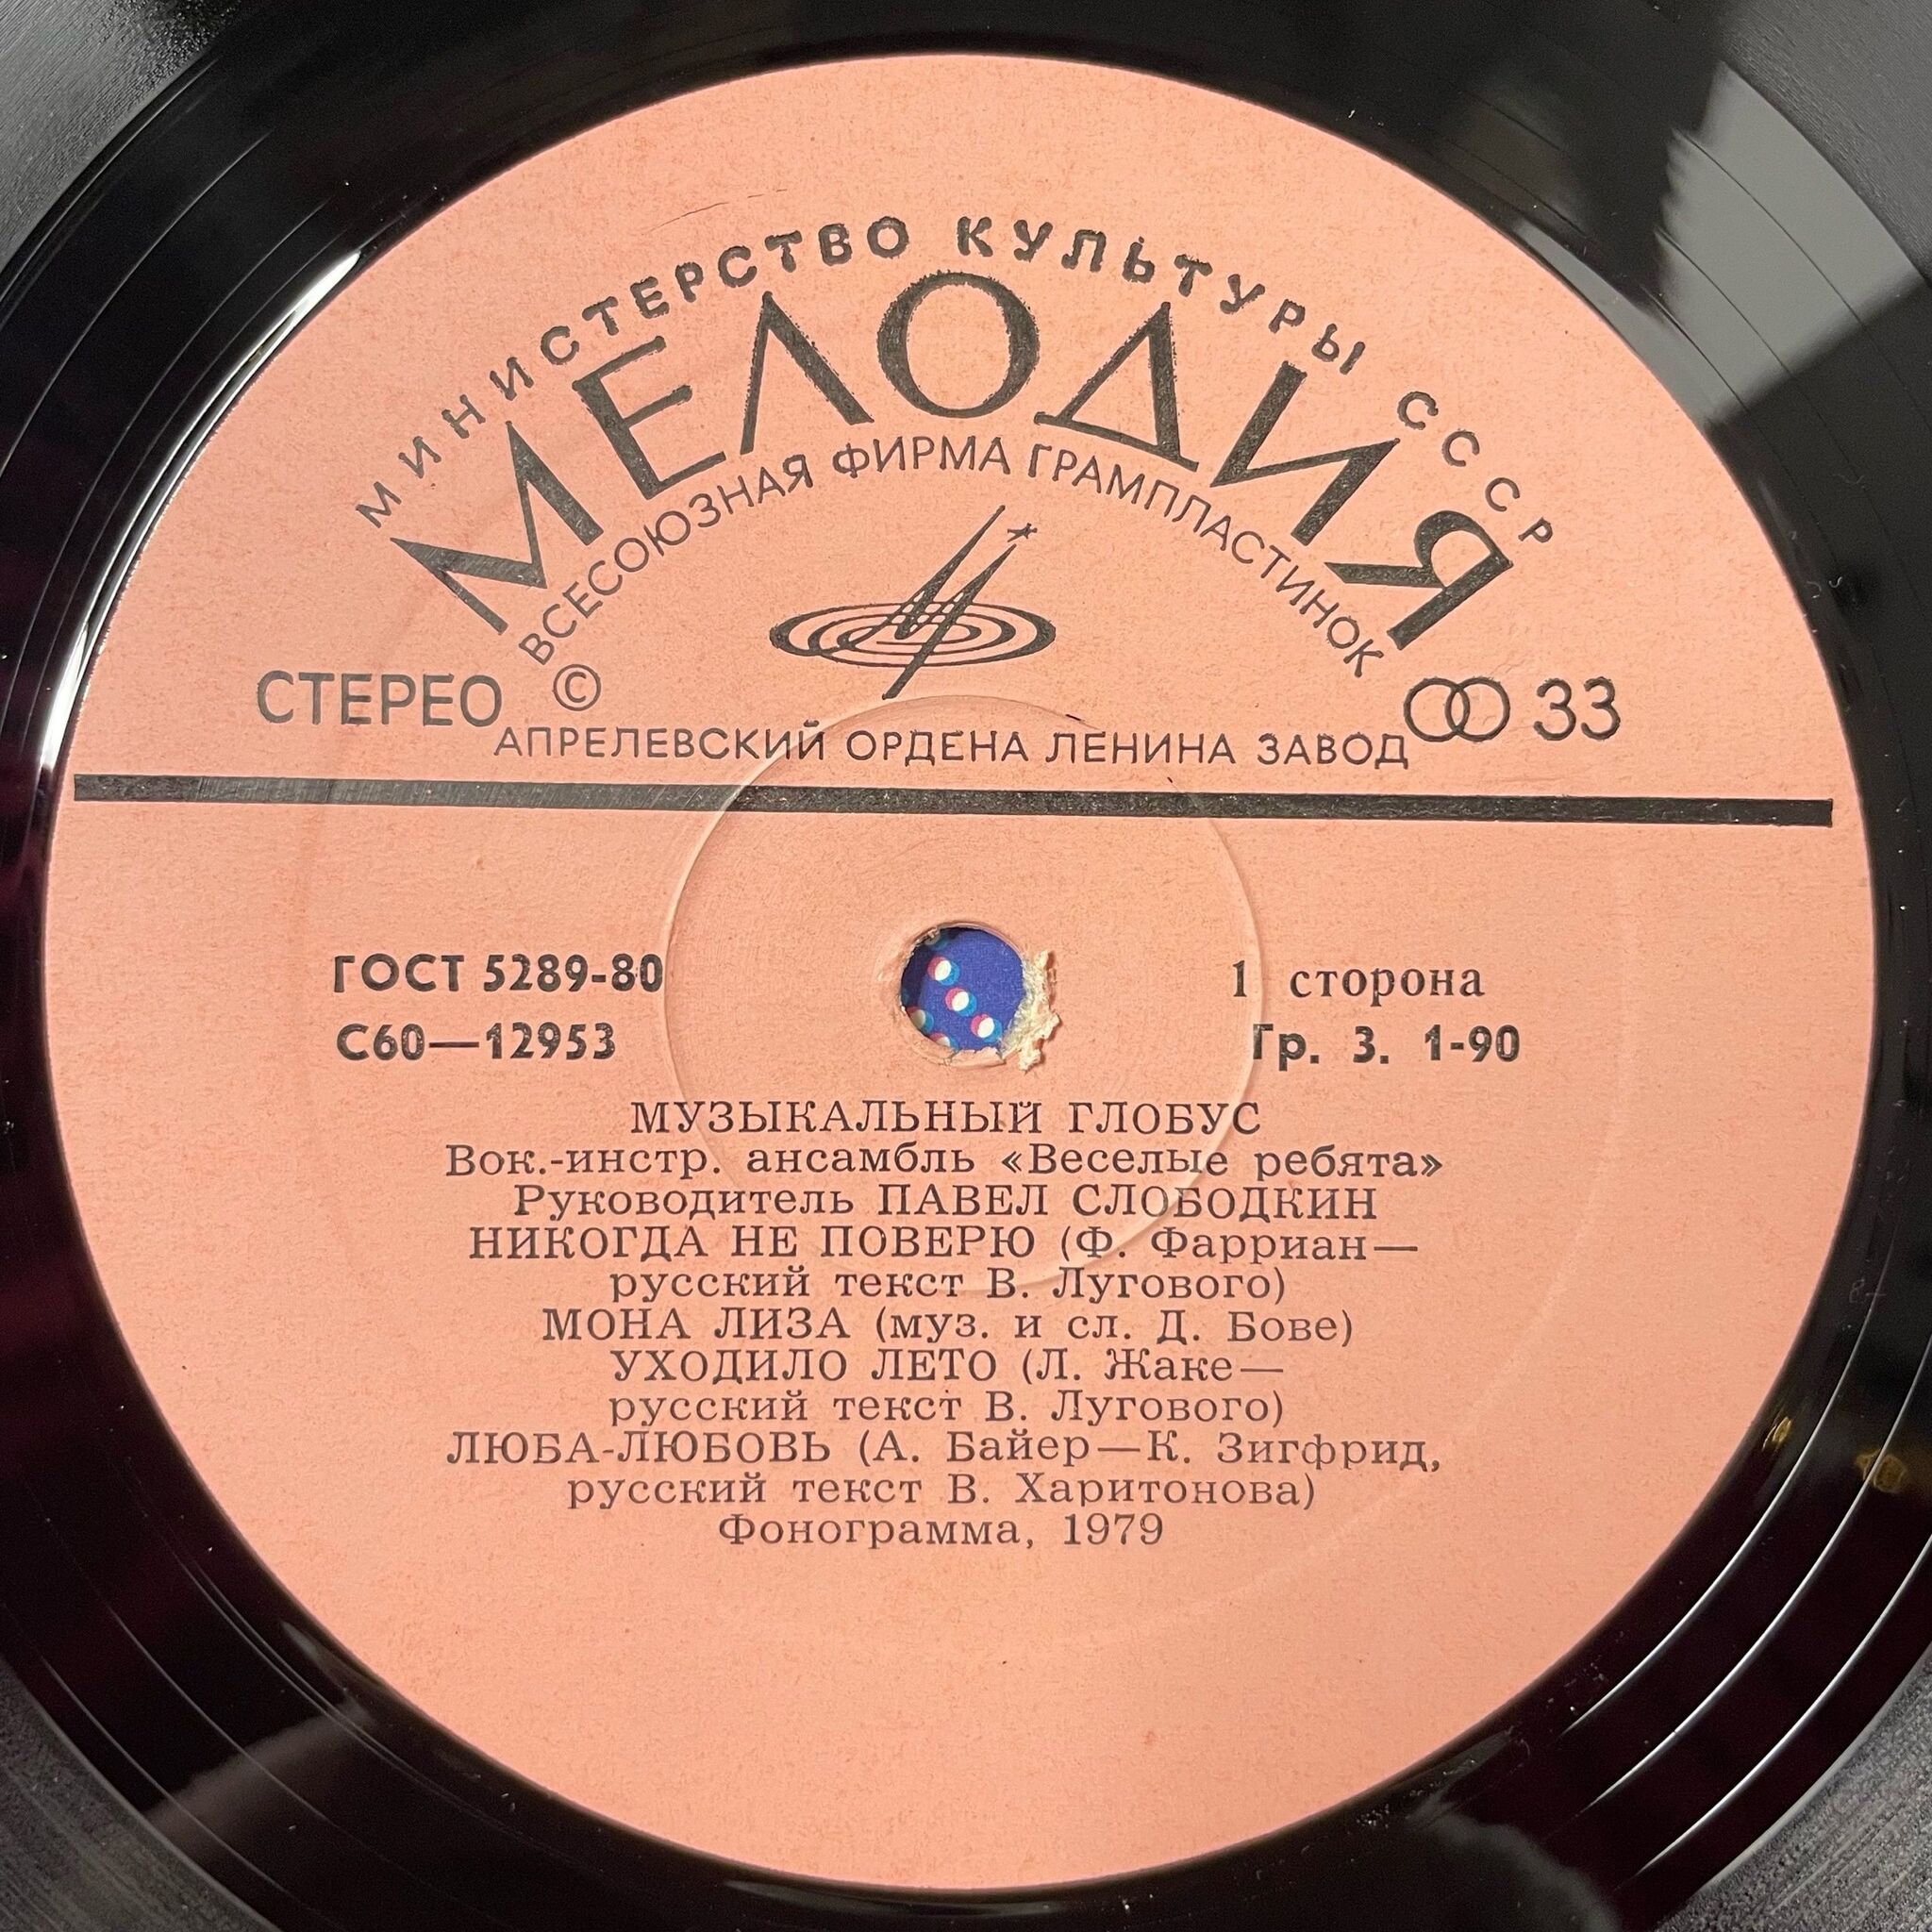 МИНИСТЕРСТВО КУЛЬТУРЫ СССР
МЕЛОДИЯ
ВСЕСОЮЗНАЯ ФИРМА ГРАМПЛАСТИНОК
СТЕРЕО © 33
АПРЕЛЕВСКИЙ ОРДЕНА ЛЕНИНА ЗАВОД
ГОСТ 5289-80 1 сторона
С60—12953 Гр. 3. 1-90
МУЗЫКАЛЬНЫЙ ГЛОБУС
Вок.-инстр. ансамбль «Веселые ребята»
Руководитель ПАВЕЛ СЛОБОДКИН
НИКОГДА НЕ ПОВЕРЮ (Ф. Фарриан—
русский текст В. Лугового)
МОНА ЛИЗА (муз. и сл. Д. Бове)
УХОДИЛО ЛЕТО (Л. Жаке—
русский текст В. Лугового)
ЛЮБА-ЛЮБОВЬ (А. Байер—К. Зигфрид,
русский текст В. Харитонова)
Фонограмма, 1979